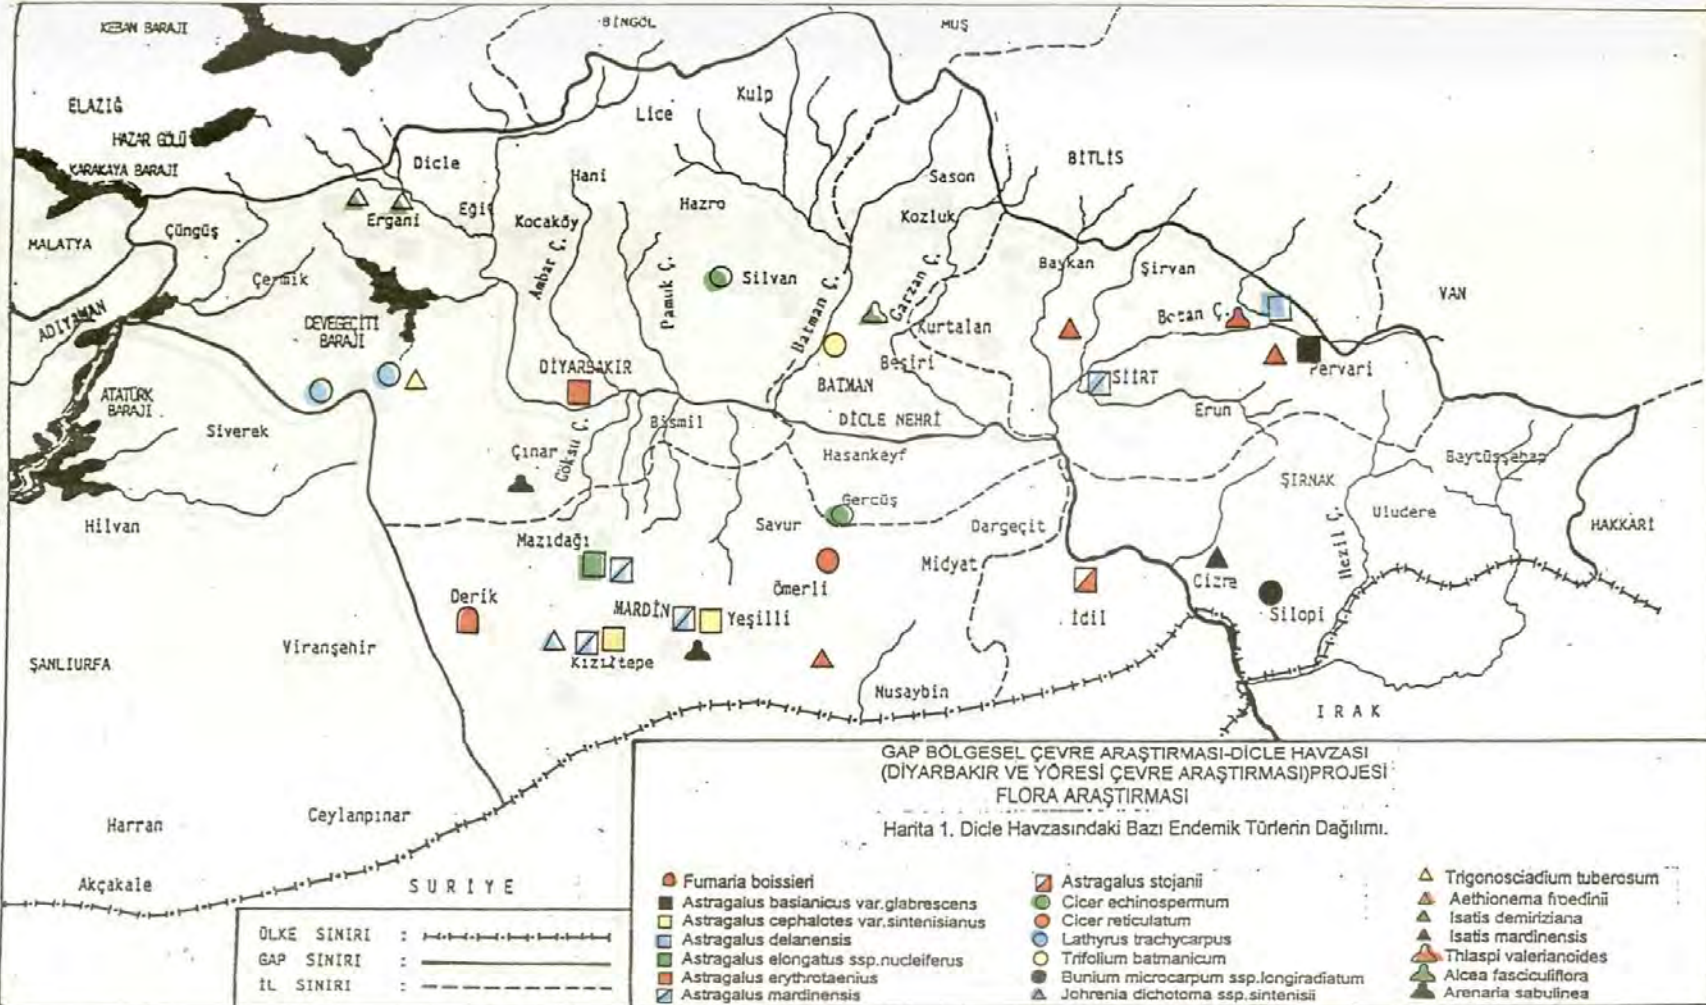 KEBAN BARAJI
BİNGÖL
MUŞ
ELAZIĞ
HAZAR GÖLÜ
KARAKAYA BARAJI
Lice
Kulp
Dicle
Hani
BİTLİS
Sason
Hazro
Kozluk
Eğil
Kocaköy
Ergani
MALATYA
Çüngüş
Çermik
Ambar Ç.
Pamuk Ç.
Silvan
Batman Ç.
Garzan Ç.
Baykan
Şirvan
VAN
ADIYAMAN
DEVEGEÇİTİ
BARAJI
Kurtalan
Botan Ç.
DİYARBAKIR
BATMAN
Beşiri
SİİRT
Pervari
ATATÜRK
BARAJI
Siverek
Bismil
DİCLE NEHRİ
Erun
Çınar
Göksu Ç.
Hasankeyf
Baytüşşebap
ŞIRNAK
Gercüş
Hilvan
Savur
Dargeçit
Uludere
Hezil Ç.
HAKKARİ
Mazıdağı
Midyat
Derik
Ömerli
Cizre
MARDİN
Yeşilli
İdil
Silopi
ŞANLIURFA
Viranşehir
Kızıltepe
Nusaybin
IRAK
Harran
Ceylanpınar
Akçakale
SURİYE
GAP BÖLGESEL ÇEVRE ARAŞTIRMASI-DİCLE HAVZASI
(DİYARBAKIR VE YÖRESİ ÇEVRE ARAŞTIRMASI)PROJESİ
FLORA ARAŞTIRMASI
Harita 1. Dicle Havzasındaki Bazı Endemik Türlerin Dağılımı.
ÜLKE SINIRI :
GAP SINIRI :
İL SINIRI :
Fumaria boissieri
Astragalus basianicus var.glabrescens
Astragalus cephalotes var.sintenisianus
Astragalus delanensis
Astragalus elongatus ssp.nucleiferus
Astragalus erythrotaenius
Astragalus mardinensis
Astragalus stojanii
Cicer echinospermum
Cicer reticulatum
Lathyrus trachycarpus
Trifolium batmanicum
Bunium microcarpum ssp.longiradiatum
Johrenia dichotoma ssp.sintenisii
Trigonosciadium tuberosum
Aethionema froedinii
Isatis demiriziana
Isatis mardinensis
Thlaspi valerianoides
Alcea fasciculiflora
Arenaria sabulinea